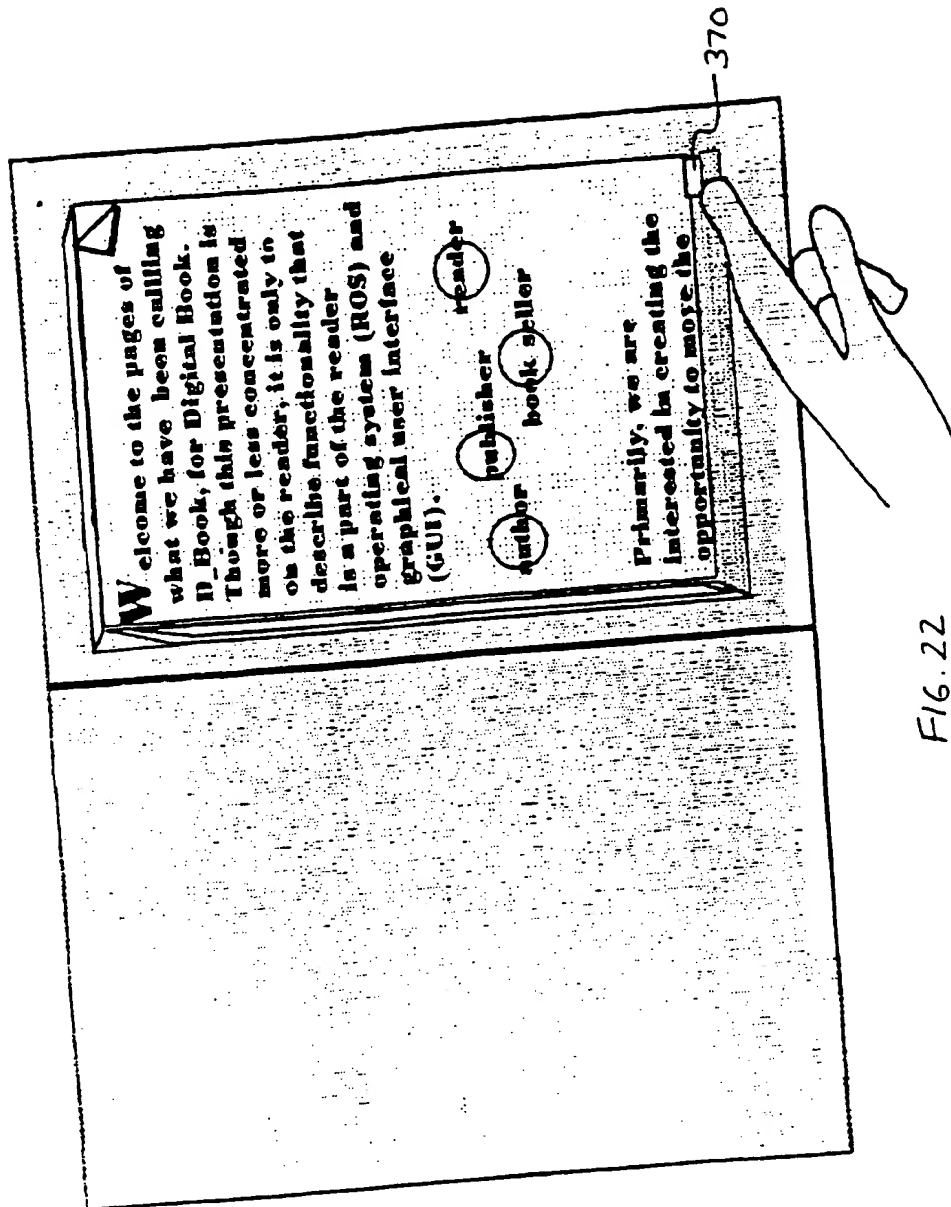 Welcome to the pages of
what we have been calling
D_Book, for Digital Book.
Though this presentation is
more or less concentrated
on the reader, it is only to
describe functionality that
is a part of the reader
operating system (ROS) and
graphical user interface
(GUI).
author publisher book seller reader
Primarily, we are
interested in creating the
opportunity to move the
370
FIG. 22